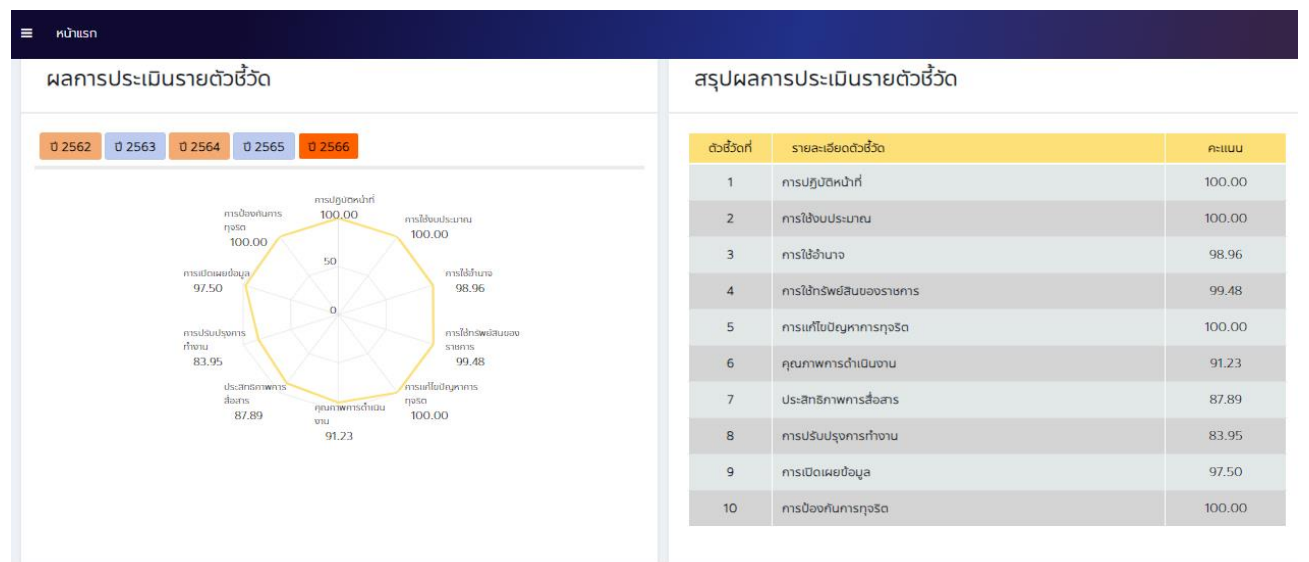 หน้าแรก
ผลการประเมินรายตัวชี้วัด
ปี 2562 ปี 2563 ปี 2564 ปี 2565 ปี 2566
การปฏิบัติหน้าที่
100.00
การใช้งบประมาณ
100.00
การใช้อำนาจ
98.96
การใช้ทรัพย์สินของ
ราชการ
99.48
การแก้ไขปัญหาการ
ทุจริต
100.00
คุณภาพการดำเนิน
งาน
91.23
ประสิทธิภาพการ
สื่อสาร
87.89
การปรับปรุงการ
ทำงาน
83.95
การเปิดเผยข้อมูล
97.50
การป้องกันการ
ทุจริต
100.00
50
0
สรุปผลการประเมินรายตัวชี้วัด
ตัวชี้วัดที่ รายละเอียดตัวชี้วัด คะแนน
1 การปฏิบัติหน้าที่ 100.00
2 การใช้งบประมาณ 100.00
3 การใช้อำนาจ 98.96
4 การใช้ทรัพย์สินของราชการ 99.48
5 การแก้ไขปัญหาการทุจริต 100.00
6 คุณภาพการดำเนินงาน 91.23
7 ประสิทธิภาพการสื่อสาร 87.89
8 การปรับปรุงการทำงาน 83.95
9 การเปิดเผยข้อมูล 97.50
10 การป้องกันการทุจริต 100.00